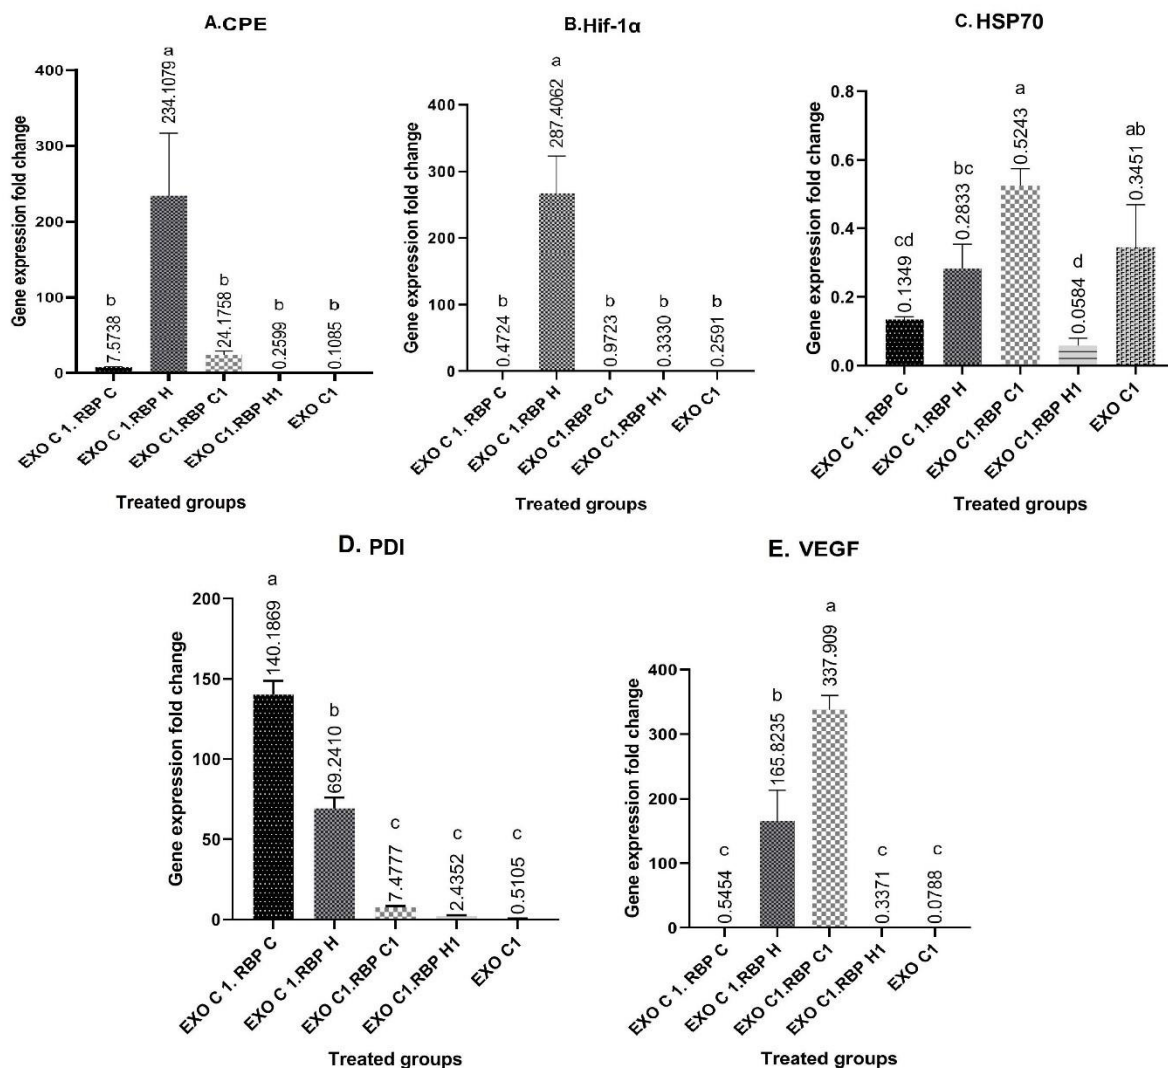 A.CPE
Gene expression fold change
400
300
200
100
0
b
7.5738
a
234.1079
b
24.1758
b
0.2599
b
0.1085
EXO C 1. RBP C
EXO C 1.RBP H
EXO C1.RBP C1
EXO C1.RBP H1
EXO C1
Treated groups
B.Hif-1α
Gene expression fold change
400
300
200
100
0
b
0.4724
a
287.4062
b
0.9723
b
0.3330
b
0.2591
EXO C 1. RBP C
EXO C 1.RBP H
EXO C1.RBP C1
EXO C1.RBP H1
EXO C1
Treated groups
C.HSP70
Gene expression fold change
0.8
0.6
0.4
0.2
0.0
cd
0.1349
bc
0.2833
a
0.5243
d
0.0584
ab
0.3451
EXO C 1. RBP C
EXO C 1.RBP H
EXO C1.RBP C1
EXO C1.RBP H1
EXO C1
Treated groups
D. PDI
Gene expression fold change
200
150
100
50
0
a
140.1869
b
69.2410
c
7.4777
c
2.4352
c
0.5105
EXO C 1. RBP C
EXO C 1.RBP H
EXO C1.RBP C1
EXO C1.RBP H1
EXO C1
Treated groups
E. VEGF
Gene expression fold change
400
300
200
100
0
c
0.5454
b
165.8235
a
337.909
c
0.3371
c
0.0788
EXO C 1. RBP C
EXO C 1.RBP H
EXO C1.RBP C1
EXO C1.RBP H1
EXO C1
Treated groups